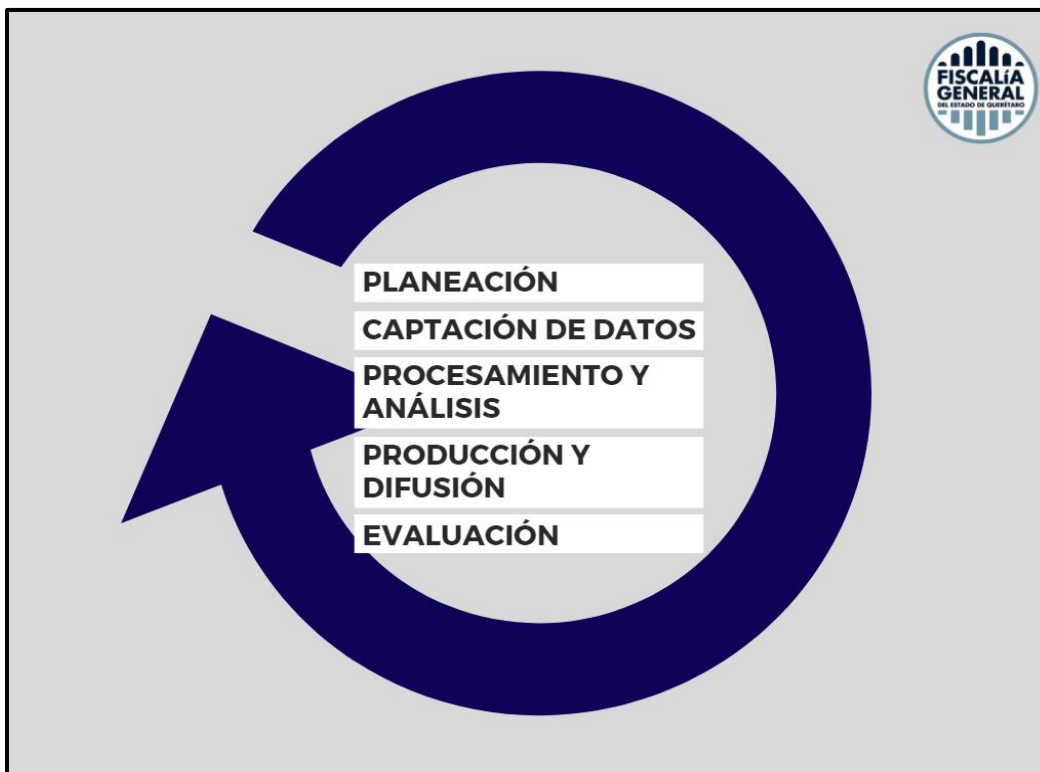 FISCALÍA
GENERAL
DEL ESTADO DE QUERÉTARO
PLANEACIÓN
CAPTACIÓN DE DATOS
PROCESAMIENTO Y
ANÁLISIS
PRODUCCIÓN Y
DIFUSIÓN
EVALUACIÓN